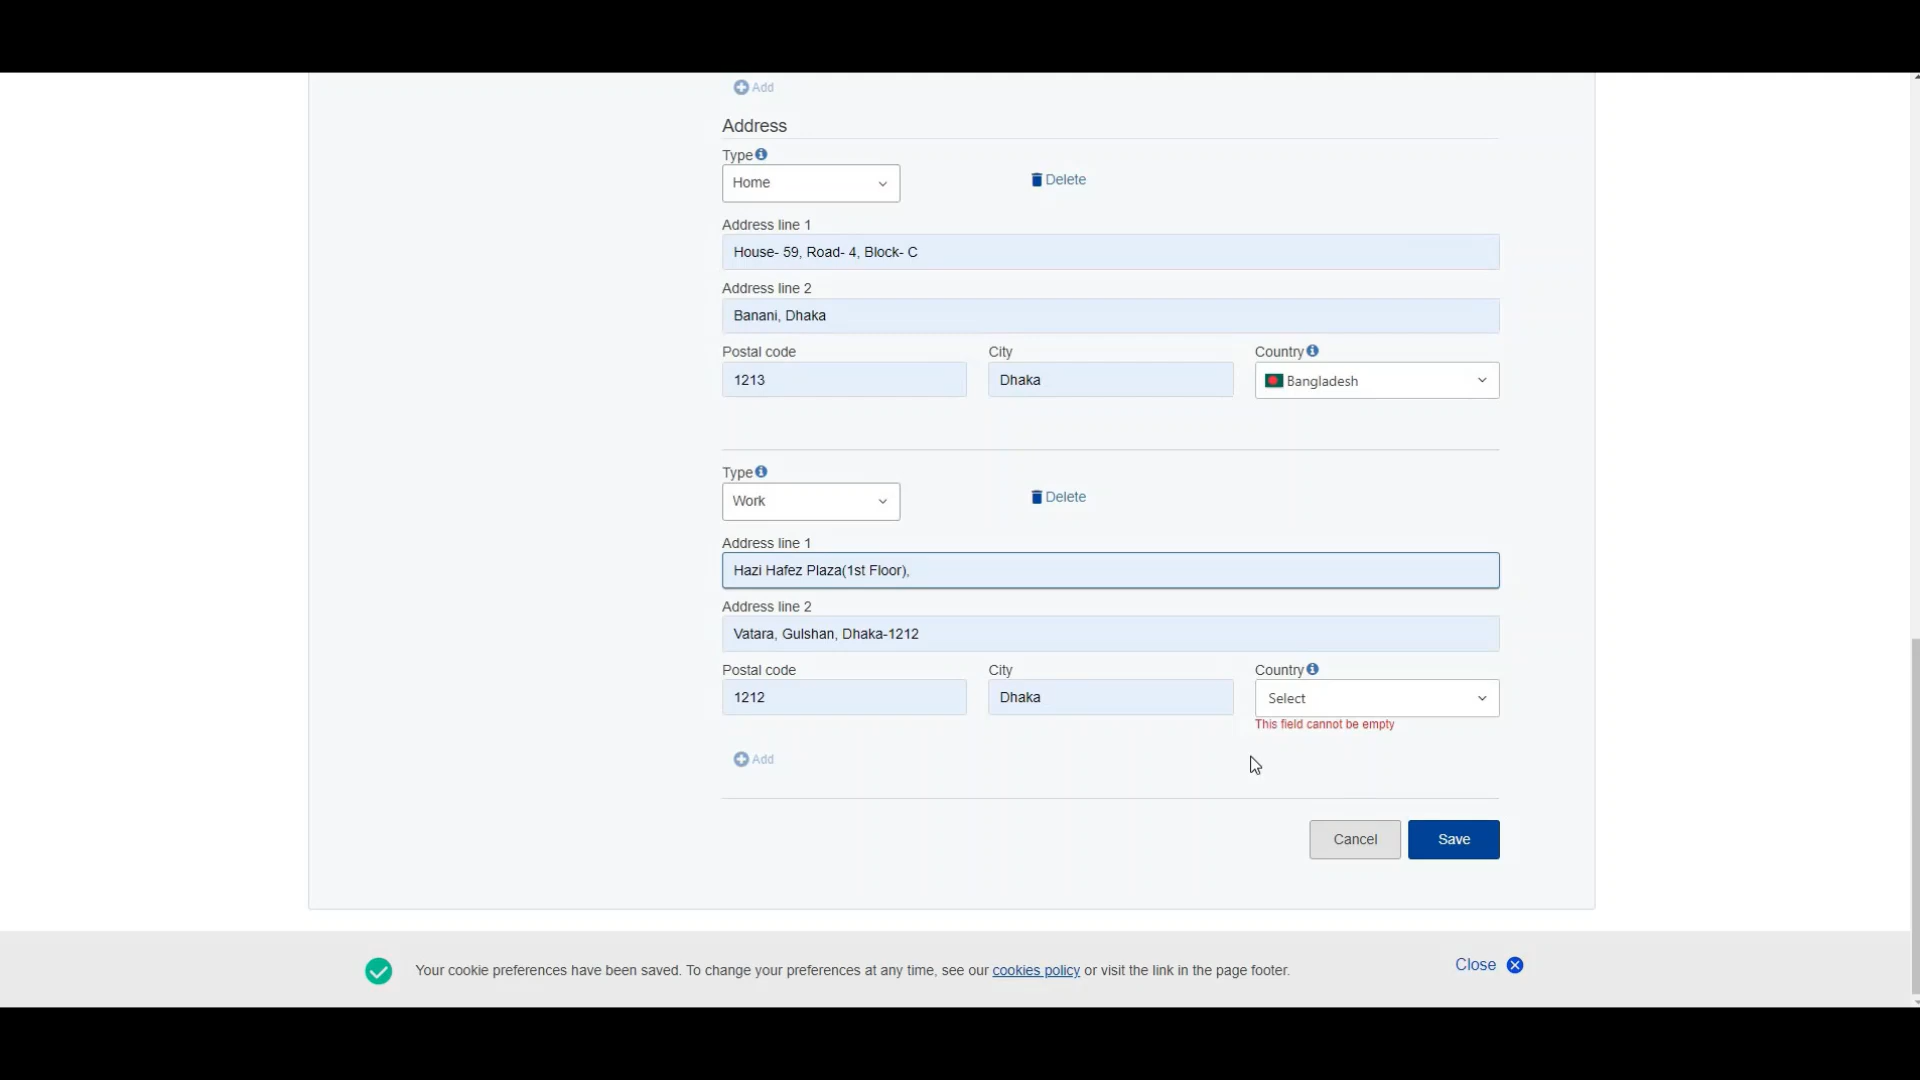 Add
Address
Type
Home
Delete
Address line 1
House- 59, Road- 4, Block- C
Address line 2
Banani, Dhaka
Postal code City Country
1213 Dhaka Bangladesh
Type
Work
Delete
Address line 1
Hazi Hafez Plaza(1st Floor),
Address line 2
Vatara, Gulshan, Dhaka-1212
Postal code City Country
1212 Dhaka Select
This field cannot be empty
Add
Cancel Save
Your cookie preferences have been saved. To change your preferences at any time, see our cookies policy or visit the link in the page footer.
Close